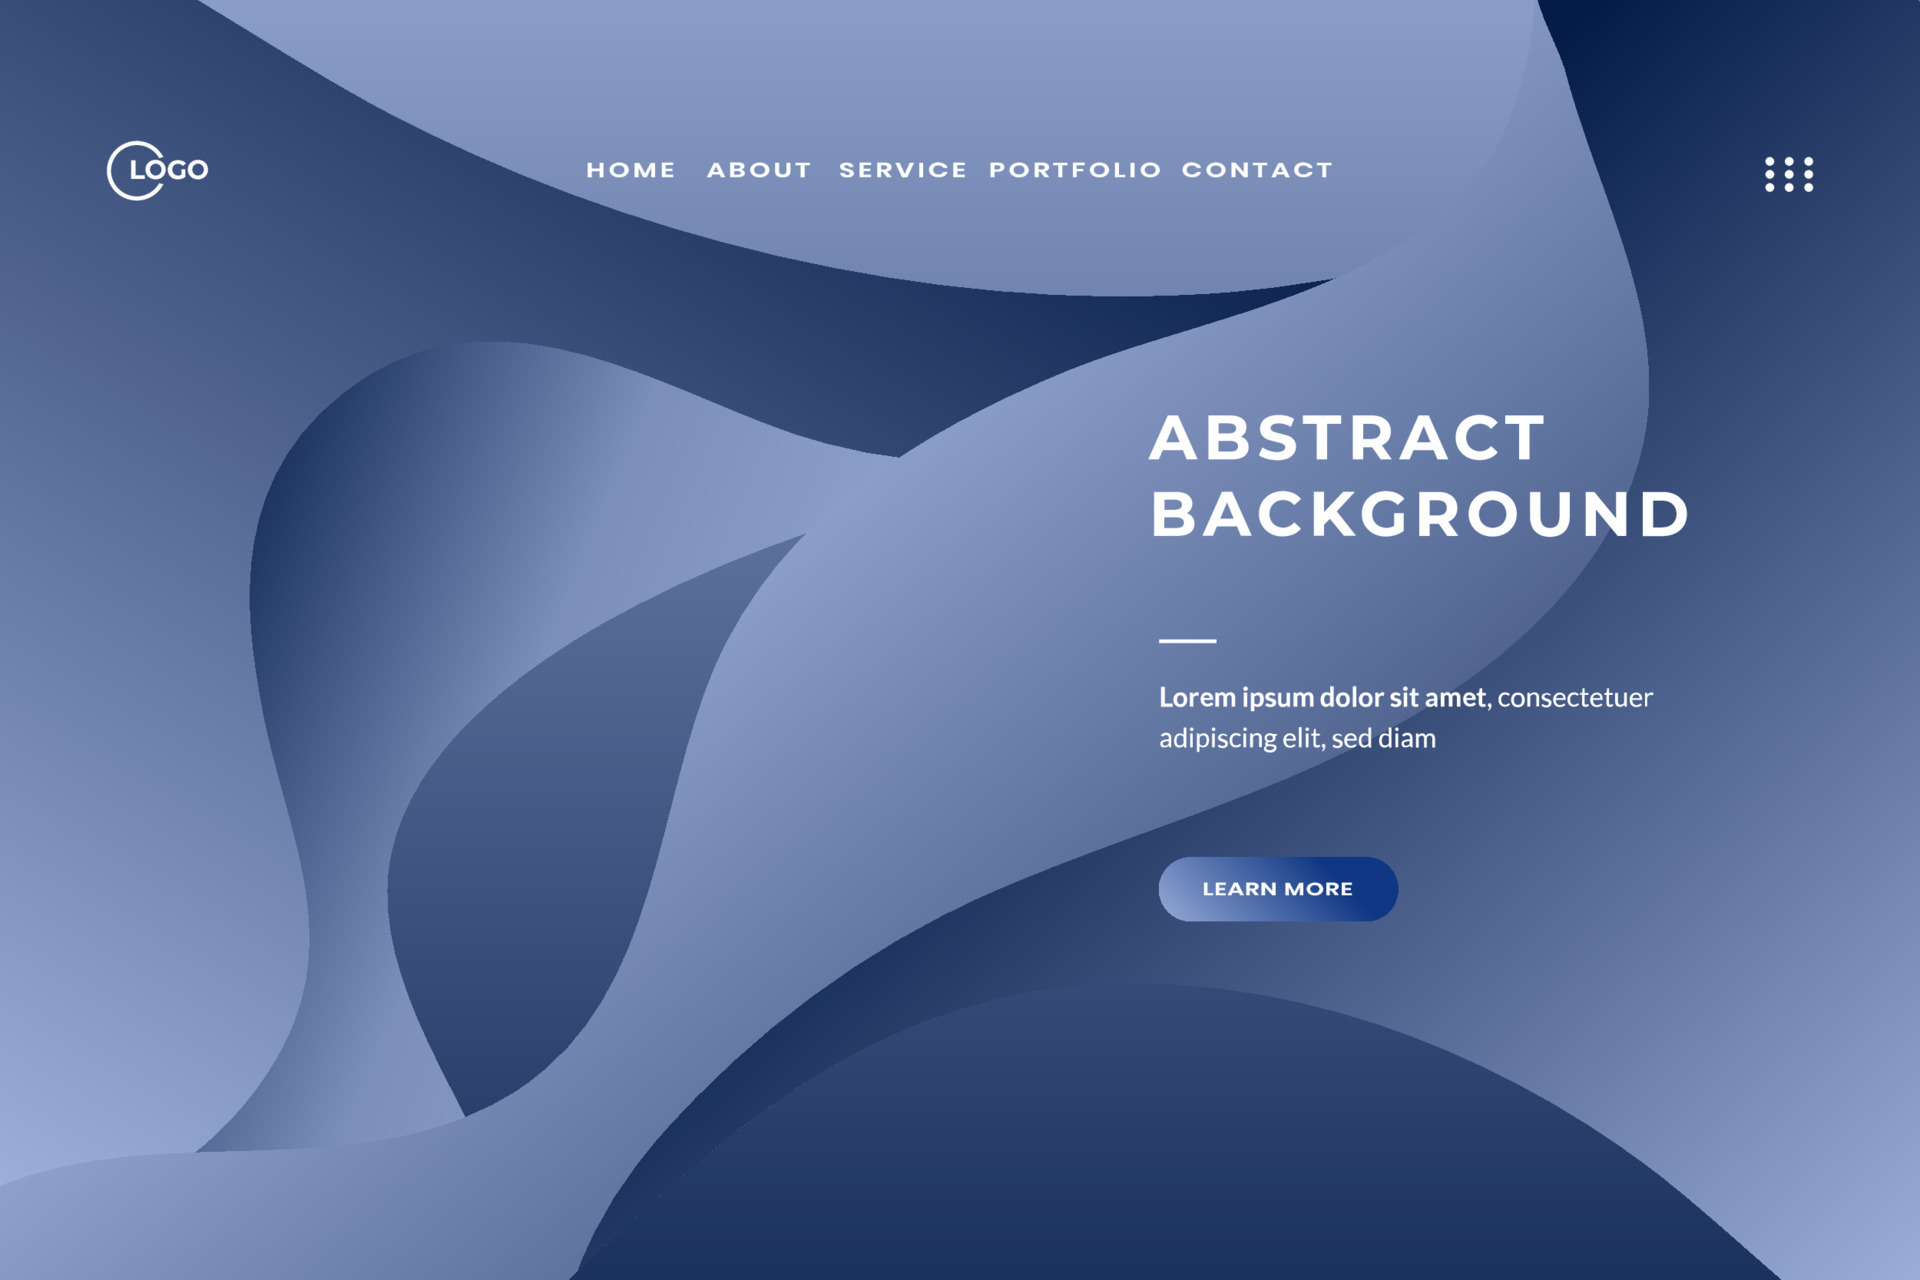 LOGO
HOME ABOUT SERVICE PORTFOLIO CONTACT
ABSTRACT
BACKGROUND
Lorem ipsum dolor sit amet, consectetuer
adipiscing elit, sed diam
LEARN MORE